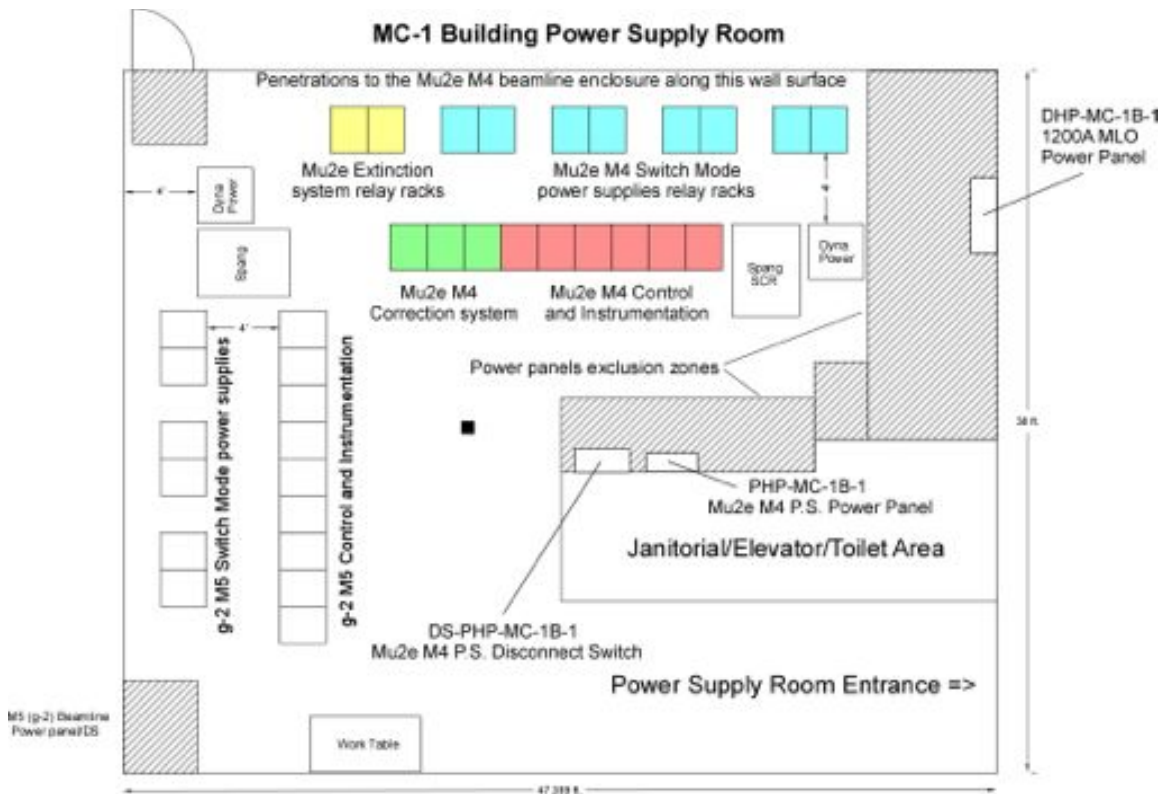 MC-1 Building Power Supply Room
Penetrations to the Mu2e M4 beamline enclosure along this wall surface
DHP-MC-1B-1
1200A MLO
Power Panel
Mu2e Extinction
system relay racks
Mu2e M4 Switch Mode
power supplies relay racks
4'
Dyna
Power
4'
Spang
Spang
SCR
Dyna
Power
Mu2e M4
Correction system
Mu2e M4 Control
and Instrumentation
4'
g-2 M5 Switch Mode power supplies
g-2 M5 Control and Instrumentation
Power panels exclusion zones
38 ft.
PHP-MC-1B-1
Mu2e M4 P.S. Power Panel
Janitorial/Elevator/Toilet Area
DS-PHP-MC-1B-1
Mu2e M4 P.S. Disconnect Switch
Power Supply Room Entrance =>
M5 (g-2) Beamline
Power panel/DS
Work Table
ft.